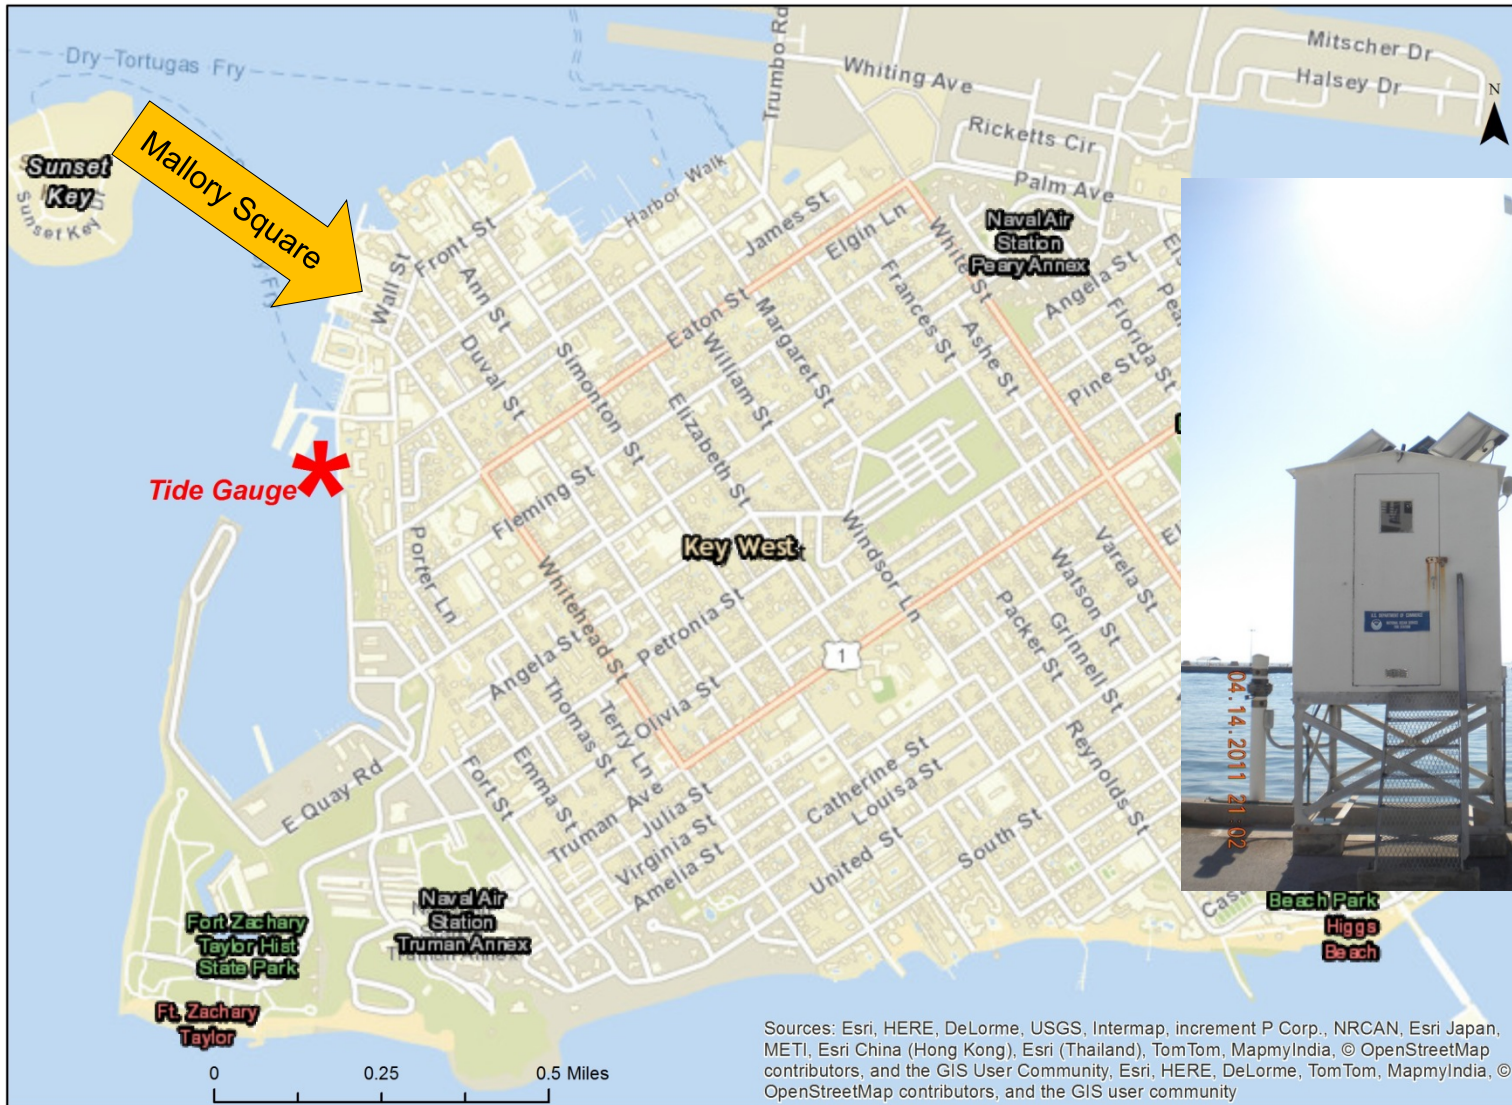 Dry-Tortugas Fry
Trumbo Rd
Whiting Ave
Mitscher Dr
Halsey Dr
N
Ricketts Cir
Palm Ave
Sunset
Key
Sunset Key
Mallory Square
Harbor Walk
James St
Elgin Ln
White St
Naval Air
Station
Peary Annex
Front St
Wall St
Ann St
Eaton St
Margaret St
Frances St
Angela St
Florida St
Duval St
Simonton St
William St
Ashe St
Pine St
Elizabeth St
Tide Gauge
Fleming St
Porter Ln
Key West
Windsor Ln
Watson St
Varela St
Whitehead St
Petronia St
Packer St
Grinnell St
1
Angela St
Thomas St
Terry Ln
Olivia St
Reynolds St
E Quay Rd
Fort St
Emma St
Truman Ave
Julia St
Virginia St
Amelia St
Catherine St
Louisa St
United St
South St
U.S. DEPARTMENT OF COMMERCE
04.14.2011 21:02
Naval Air
Station
Truman Annex
Fort Zachary
Taylor Hist
State Park
Ft. Zachary
Taylor
Beach Park
Higgs
Beach
0 0.25 0.5 Miles
Sources: Esri, HERE, DeLorme, USGS, Intermap, increment P Corp., NRCAN, Esri Japan,
METI, Esri China (Hong Kong), Esri (Thailand), TomTom, MapmyIndia, © OpenStreetMap
contributors, and the GIS User Community, Esri, HERE, DeLorme, TomTom, MapmyIndia, ©
OpenStreetMap contributors, and the GIS user community